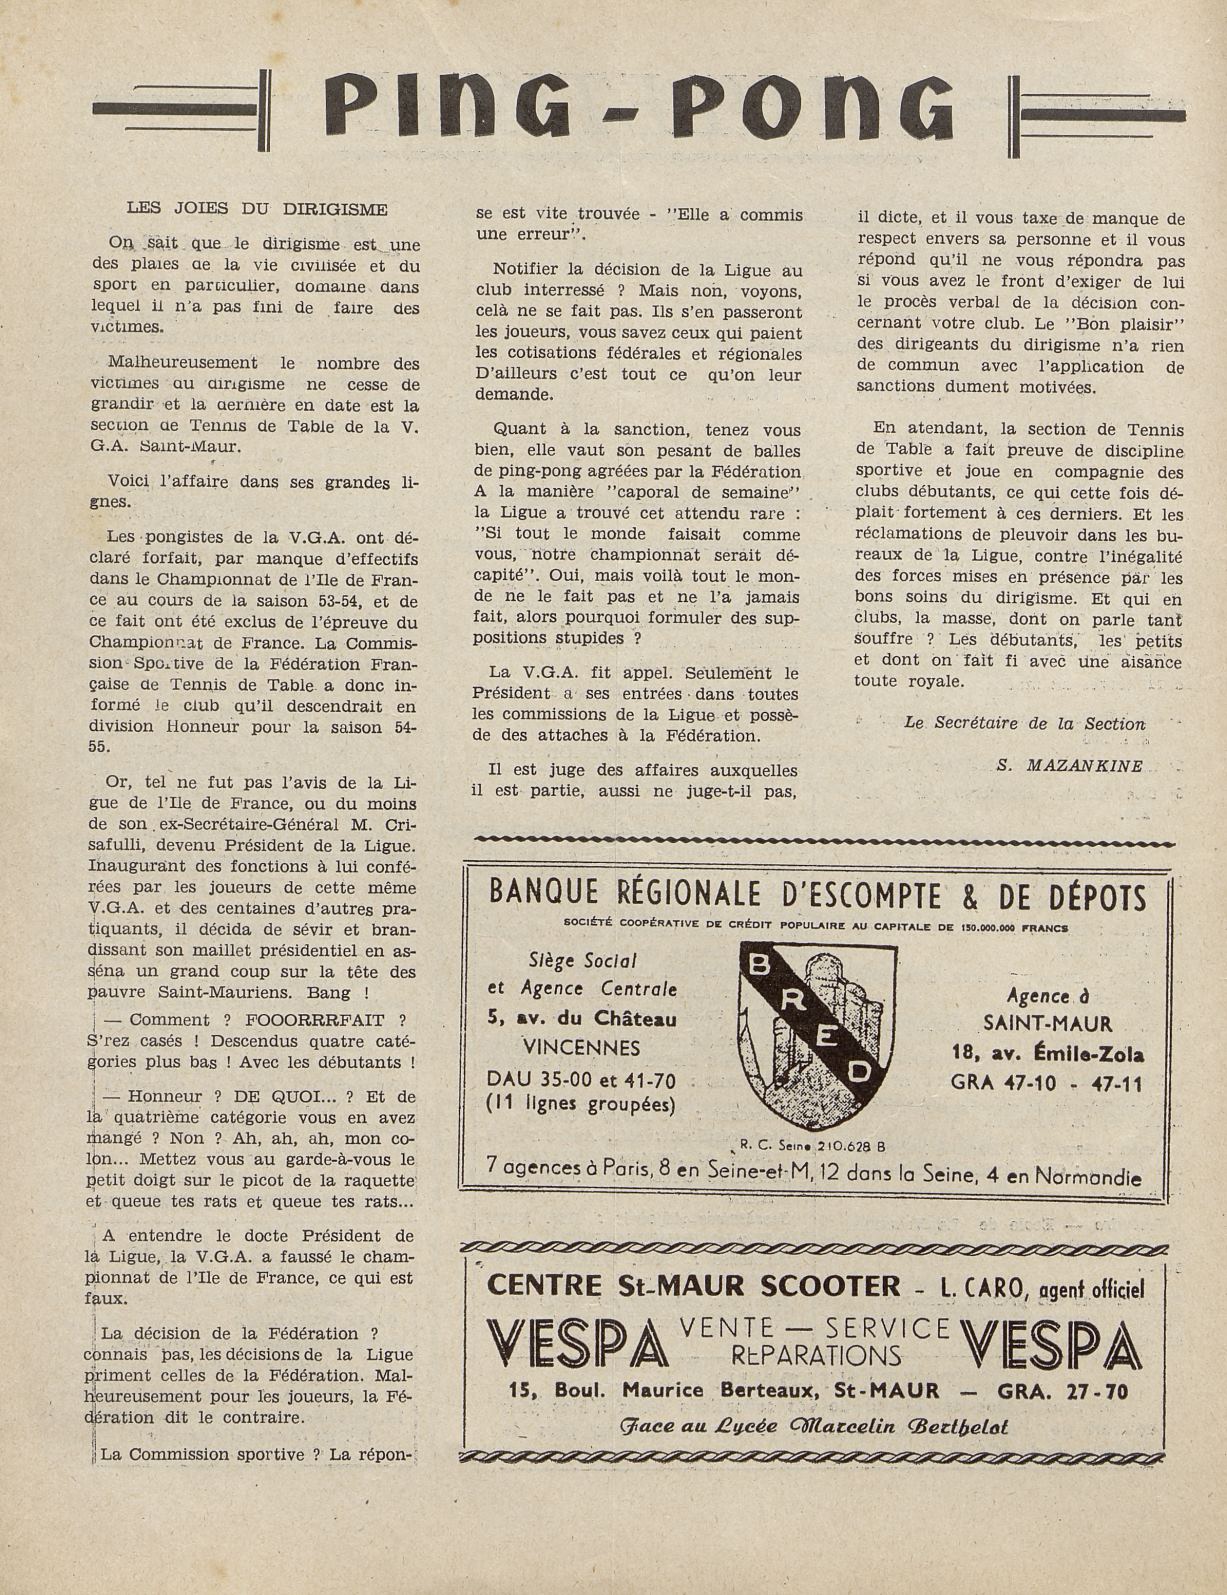 PING-PONG
LES JOIES DU DIRIGISME
On sait que le dirigisme est une
des plaies de la vie civilisée et du
sport en particulier, domaine dans
lequel il n'a pas fini de faire des
victimes.
Malheureusement le nombre des
victimes du dirigisme ne cesse de
grandir et la dernière en date est la
section de Tennis de Table de la V.
G.A. Saint-Maur.
Voici l'affaire dans ses grandes li-
gnes.
Les pongistes de la V.G.A. ont dé-
claré forfait, par manque d'effectifs
dans le Championnat de l'Ile de Fran-
ce au cours de la saison 53-54, et de
ce fait ont été exclus de l'épreuve du
Championnat de France. La Commis-
sion Sportive de la Fédération Fran-
çaise de Tennis de Table a donc in-
formé le club qu'il descendrait en
division Honneur pour la saison 54-
55.
Or, tel ne fut pas l'avis de la Li-
gue de l'Ile de France, ou du moins
de son ex-Secrétaire-Général M. Cri-
safulli, devenu Président de la Ligue.
Inaugurant des fonctions à lui confé-
rées par les joueurs de cette même
V.G.A. et des centaines d'autres pra-
tiquants, il décida de sévir et bran-
dissant son maillet présidentiel en as-
séna un grand coup sur la tête des
pauvre Saint-Mauriens. Bang !
— Comment ? FOOORRRFAIT ?
S'rez casés ! Descendus quatre caté-
gories plus bas ! Avec les débutants !
— Honneur ? DE QUOI... ? Et de
la quatrième catégorie vous en avez
mangé ? Non ? Ah, ah, ah, mon co-
lon... Mettez vous au garde-à-vous le
petit doigt sur le picot de la raquette
et queue tes rats et queue tes rats...
A entendre le docte Président de
la Ligue, la V.G.A. a faussé le cham-
pionnat de l'Ile de France, ce qui est
faux.
La décision de la Fédération ?
connais pas, les décisions de la Ligue
priment celles de la Fédération. Mal-
heureusement pour les joueurs, la Fé-
dération dit le contraire.
La Commission sportive ? La répon-
se est vite trouvée - "Elle a commis
une erreur".
Notifier la décision de la Ligue au
club interressé ? Mais non, voyons,
celà ne se fait pas. Ils s'en passeront
les joueurs, vous savez ceux qui paient
les cotisations fédérales et régionales
D'ailleurs c'est tout ce qu'on leur
demande.
Quant à la sanction, tenez vous
bien, elle vaut son pesant de balles
de ping-pong agréées par la Fédération
A la manière "caporal de semaine"
la Ligue a trouvé cet attendu rare :
"Si tout le monde faisait comme
vous, notre championnat serait dé-
capité". Oui, mais voilà tout le mon-
de ne le fait pas et ne l'a jamais
fait, alors pourquoi formuler des sup-
positions stupides ?
La V.G.A. fit appel. Seulement le
Président a ses entrées dans toutes
les commissions de la Ligue et possè-
de des attaches à la Fédération.
Il est juge des affaires auxquelles
il est partie, aussi ne juge-t-il pas,
il dicte, et il vous taxe de manque de
respect envers sa personne et il vous
répond qu'il ne vous répondra pas
si vous avez le front d'exiger de lui
le procès verbal de la décision con-
cernant votre club. Le "Bon plaisir"
des dirigeants du dirigisme n'a rien
de commun avec l'application de
sanctions dument motivées.
En atendant, la section de Tennis
de Table a fait preuve de discipline
sportive et joue en compagnie des
clubs débutants, ce qui cette fois dé-
plait fortement à ces derniers. Et les
réclamations de pleuvoir dans les bu-
reaux de la Ligue, contre l'inégalité
des forces mises en présence par les
bons soins du dirigisme. Et qui en
clubs, la masse, dont on parle tant
souffre ? Les débutants, les petits
et dont on fait fi avec une aisance
toute royale.
Le Secrétaire de la Section
S. MAZANKINE
BANQUE RÉGIONALE D'ESCOMPTE & DE DÉPOTS
SOCIÉTÉ COOPÉRATIVE DE CRÉDIT POPULAIRE AU CAPITALE DE 150.000.000 FRANCS
Siège Social
et Agence Centrale
5, av. du Château
VINCENNES
DAU 35-00 et 41-70
(11 lignes groupées)
BRED
Agence à
SAINT-MAUR
18, av. Émile-Zola
GRA 47-10 - 47-11
R. C. Seine 210.628 B
7 agences à Paris, 8 en Seine-et-M, 12 dans la Seine, 4 en Normandie
CENTRE St-MAUR SCOOTER - L. CARO, agent officiel
VESPA VENTE — SERVICE VESPA
RÉPARATIONS
15, Boul. Maurice Berteaux, St-MAUR — GRA. 27-70
Face au Lycée Marcelin Berthelot